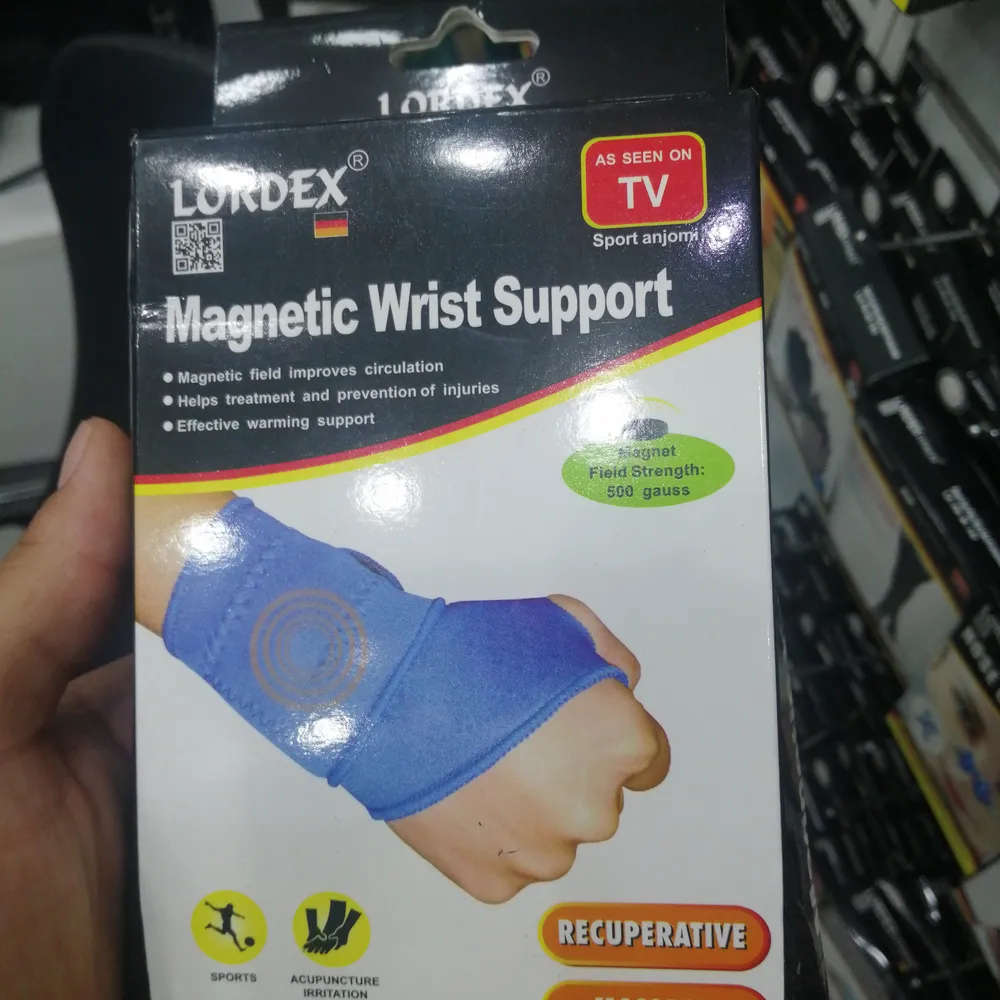 LORDEX®
LORDEX®
AS SEEN ON
TV
Sport anjomi
Magnetic Wrist Support
Magnetic field improves circulation
Helps treatment and prevention of injuries
Effective warming support
Magnet
Field Strength:
500 gauss
SPORTS
ACUPUNCTURE
IRRITATION
RECUPERATIVE